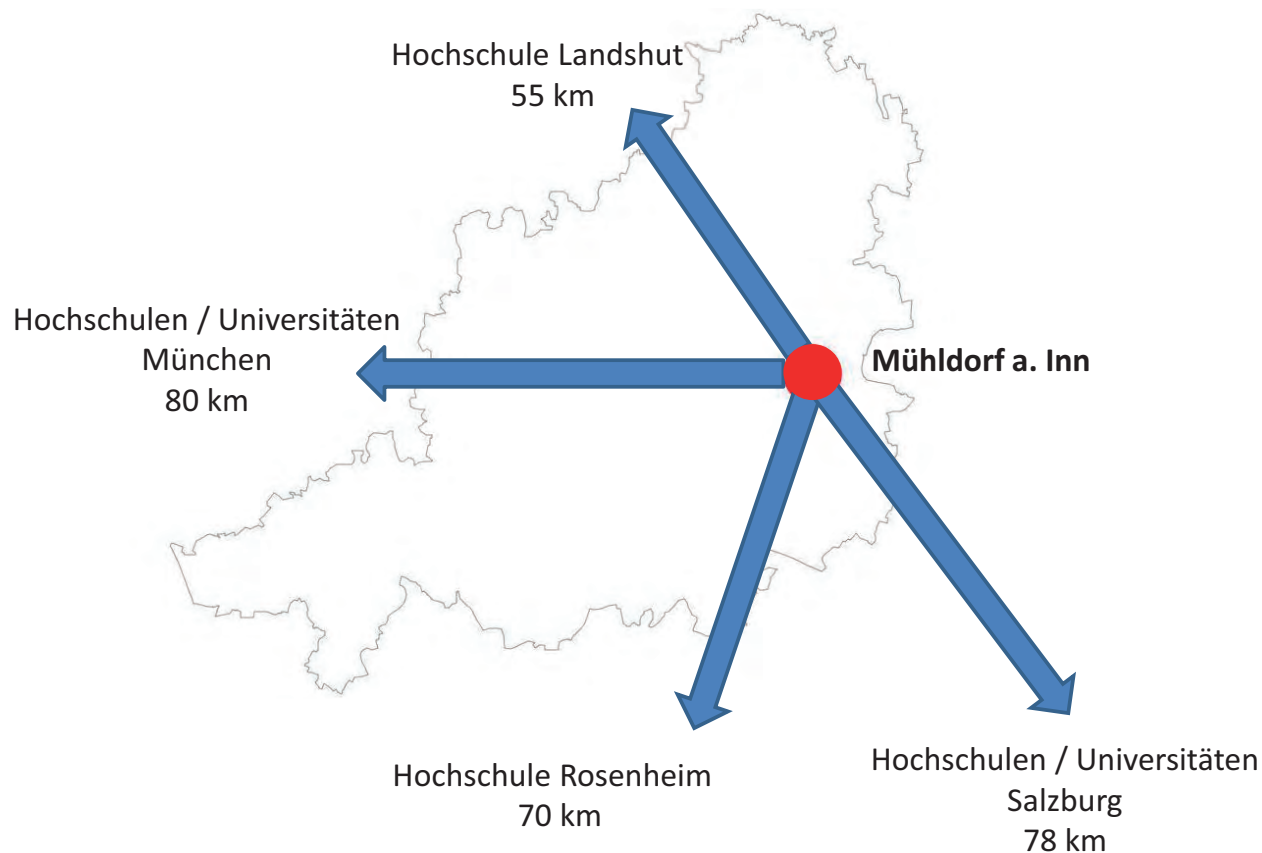 Hochschule Landshut
55 km
Hochschulen / Universitäten
München
80 km
Mühldorf a. Inn
Hochschule Rosenheim
70 km
Hochschulen / Universitäten
Salzburg
78 km